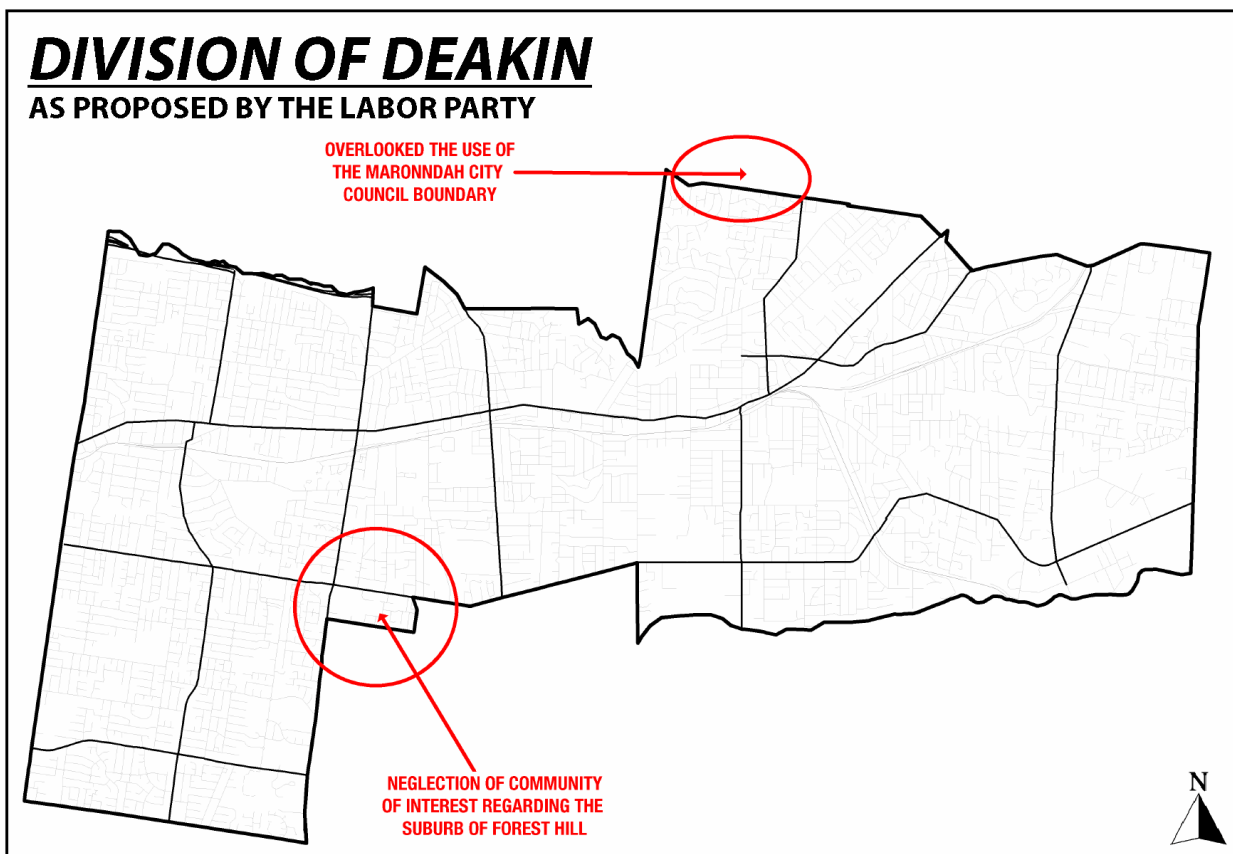 DIVISION OF DEAKIN
AS PROPOSED BY THE LABOR PARTY
OVERLOOKED THE USE OF
THE MARONNDAH CITY
COUNCIL BOUNDARY
NEGLECTION OF COMMUNITY
OF INTEREST REGARDING THE
SUBURB OF FOREST HILL
N